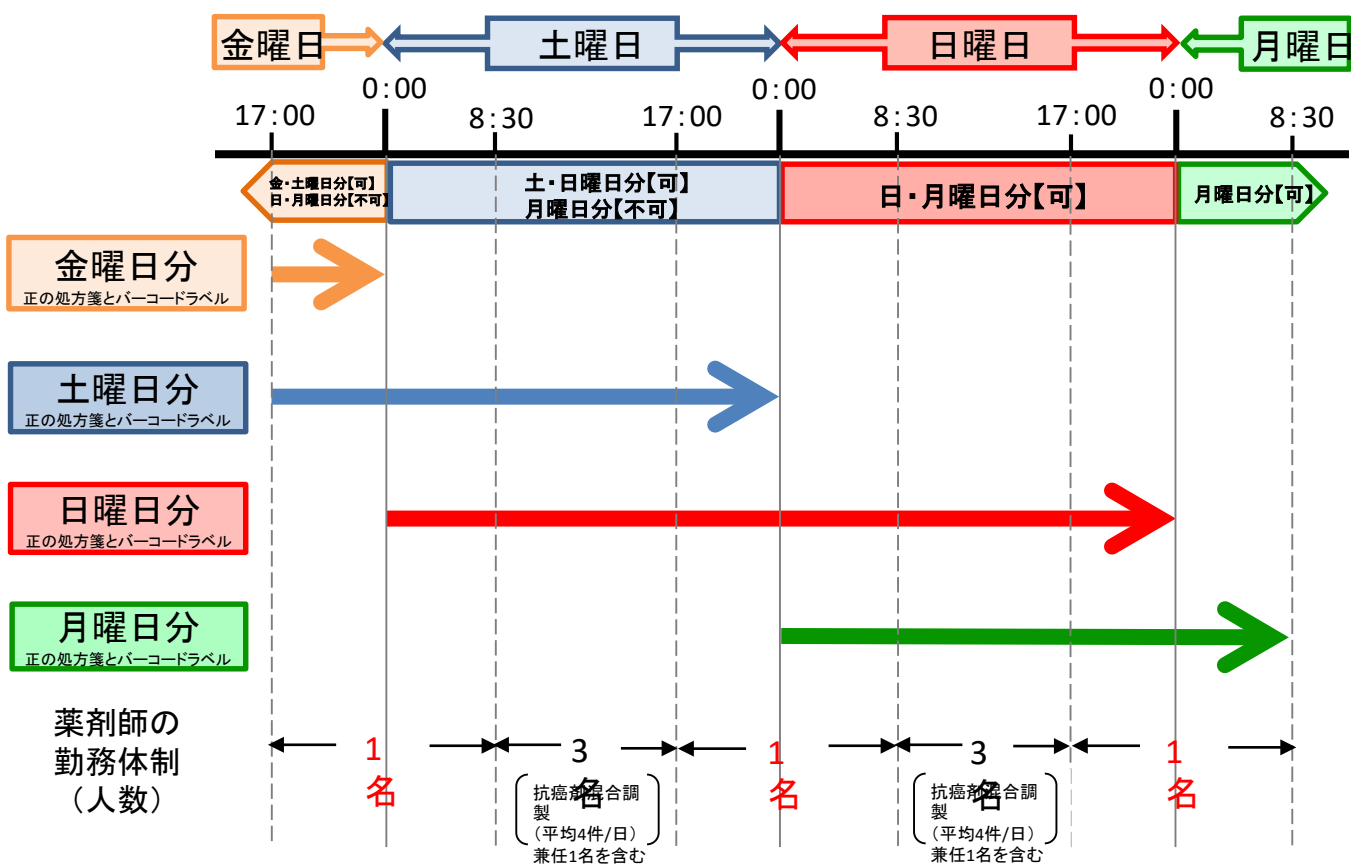 金曜日
土曜日
日曜日
月曜日
0:00
0:00
0:00
17:00
8:30
17:00
8:30
17:00
8:30
金・土曜日分【可】
日・月曜日分【不可】
土・日曜日分【可】
月曜日分【不可】
日・月曜日分【可】
月曜日分【可】
金曜日分
正の処方箋とバーコードラベル
土曜日分
正の処方箋とバーコードラベル
日曜日分
正の処方箋とバーコードラベル
月曜日分
正の処方箋とバーコードラベル
薬剤師の
勤務体制
（人数）
1
名
3
名
抗癌剤混合調
製
（平均4件/日）
兼任1名を含む
1
名
3
名
抗癌剤混合調
製
（平均4件/日）
兼任1名を含む
1
名